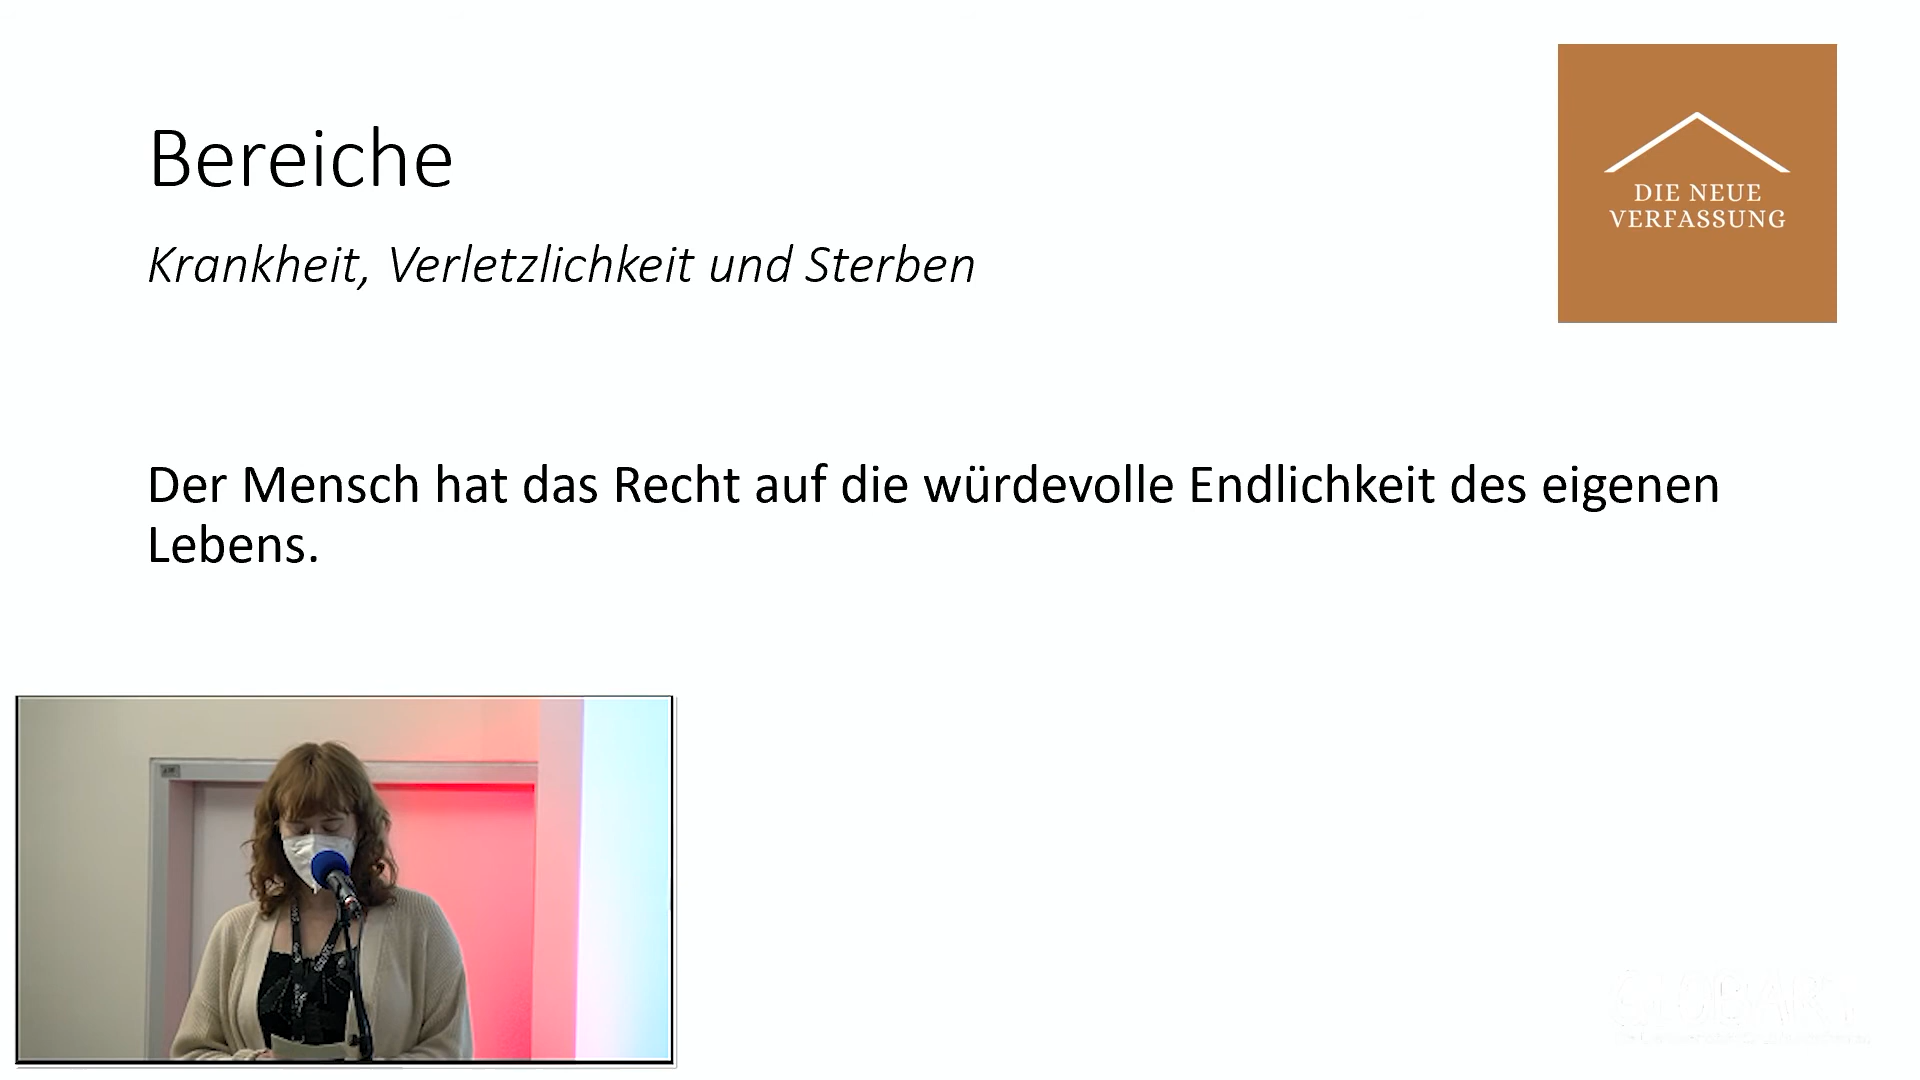 Bereiche
Krankheit, Verletzlichkeit und Sterben
DIE NEUE
VERFASSUNG
Der Mensch hat das Recht auf die würdevolle Endlichkeit des eigenen
Lebens.